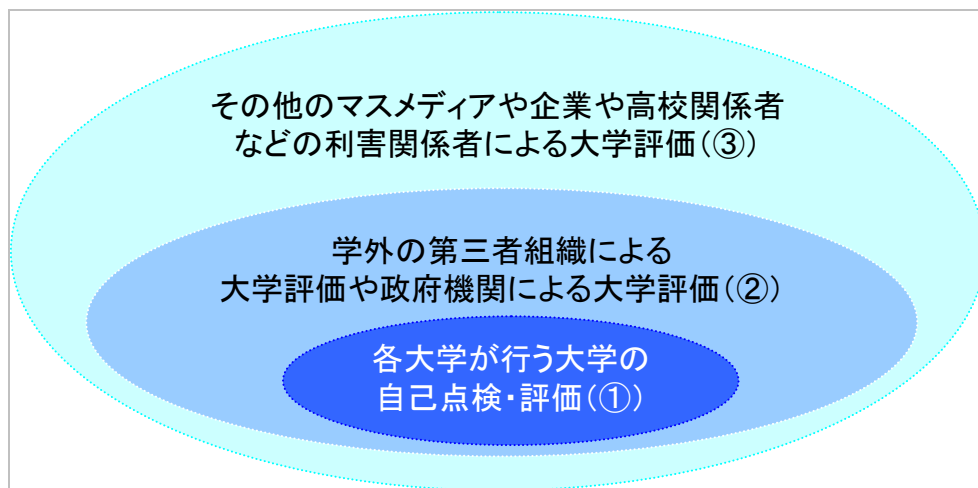 その他のマスメディアや企業や高校関係者
などの利害関係者による大学評価(③)
学外の第三者組織による
大学評価や政府機関による大学評価(②)
各大学が行う大学の
自己点検・評価(①)